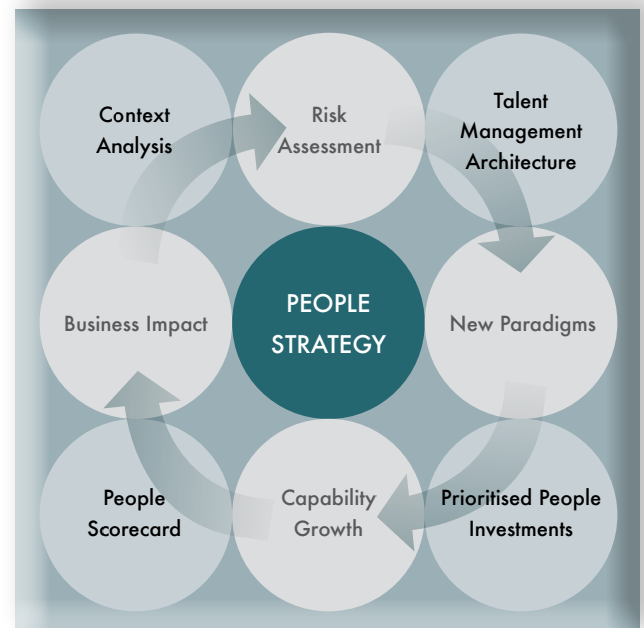 Context
Analysis
Risk
Assessment
Talent
Management
Architecture
Business Impact
PEOPLE
STRATEGY
New Paradigms
People
Scorecard
Capability
Growth
Prioritised People
Investments